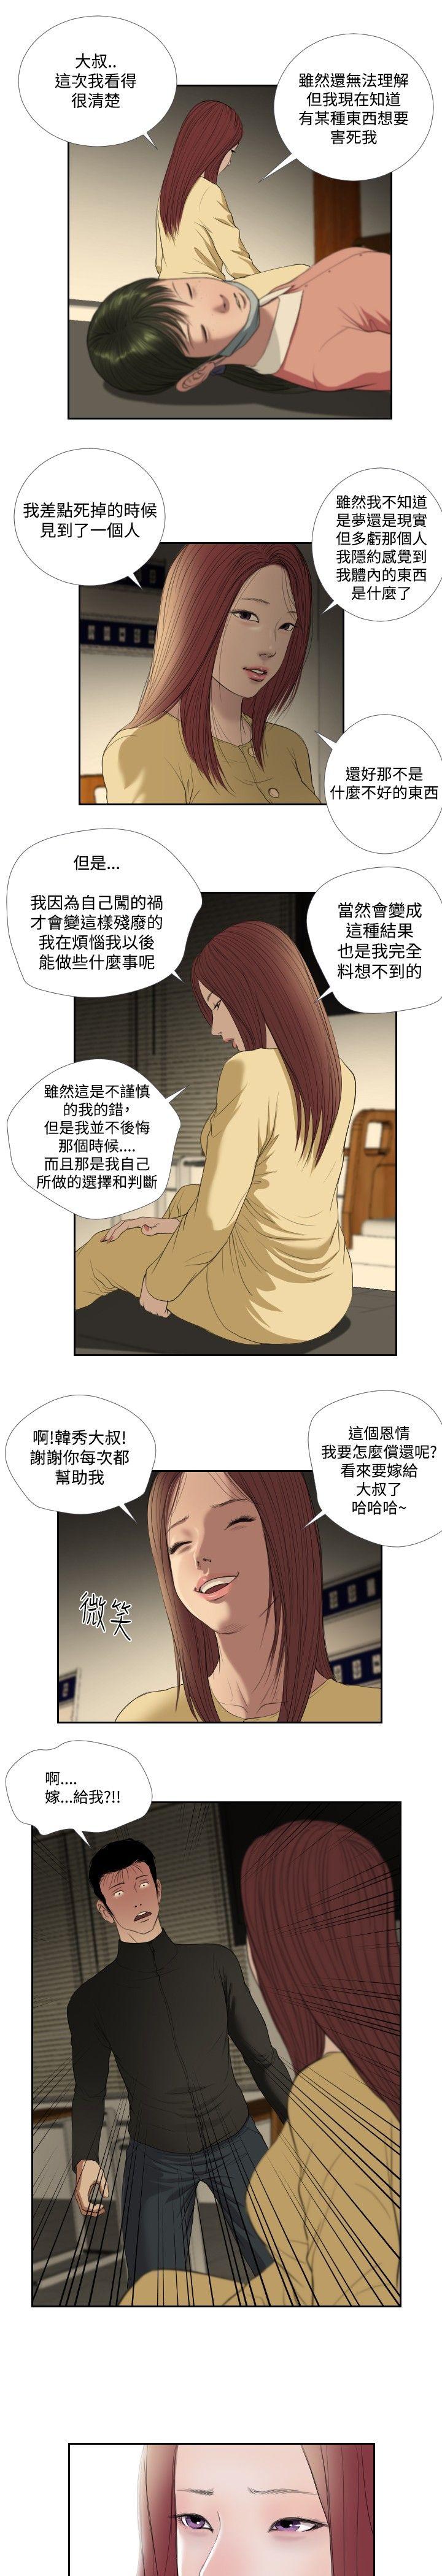 大叔..
這次我看得
很清楚
雖然還無法理解
但我現在知道
有某種東西想要
害死我
我差點死掉的時候
見到了一個人
雖然我不知道
是夢還是現實
但多虧那個人
我隱約感覺到
我體內的東西
是什麼了
還好那不是
什麼不好的東西
但是...
我因為自己闖的禍
才會變這樣殘廢的
我在煩惱我以後
能做些什麼事呢
當然會變成
這種結果
也是我完全
料想不到的
雖然這是不謹慎
的我的錯,
但是我並不後悔
那個時候....
而且那是我自己
所做的選擇和判斷
啊!韓秀大叔!
謝謝你每次都
幫助我
這個恩情
我要怎麼償還呢?
看來要嫁給
大叔了
哈哈哈~
微笑
啊....
嫁...給我?!!